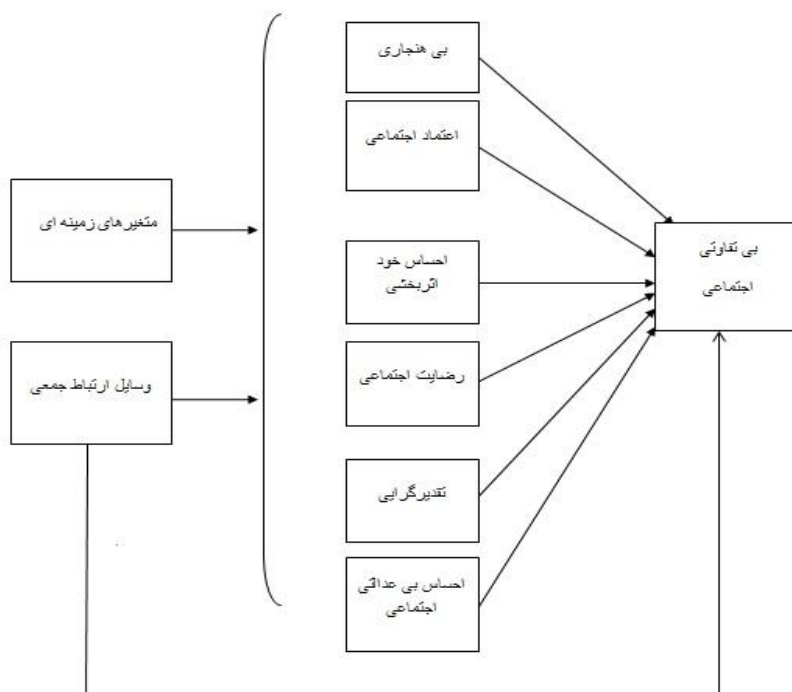 بی هنجاری
اعتماد اجتماعی
متغیرهای زمینه ای
بی تفاوتی
اجتماعی
احساس خود
اثربخشی
رضایت اجتماعی
وسایل ارتباط جمعی
تقدیرگرایی
احساس بی عدالتی
اجتماعی